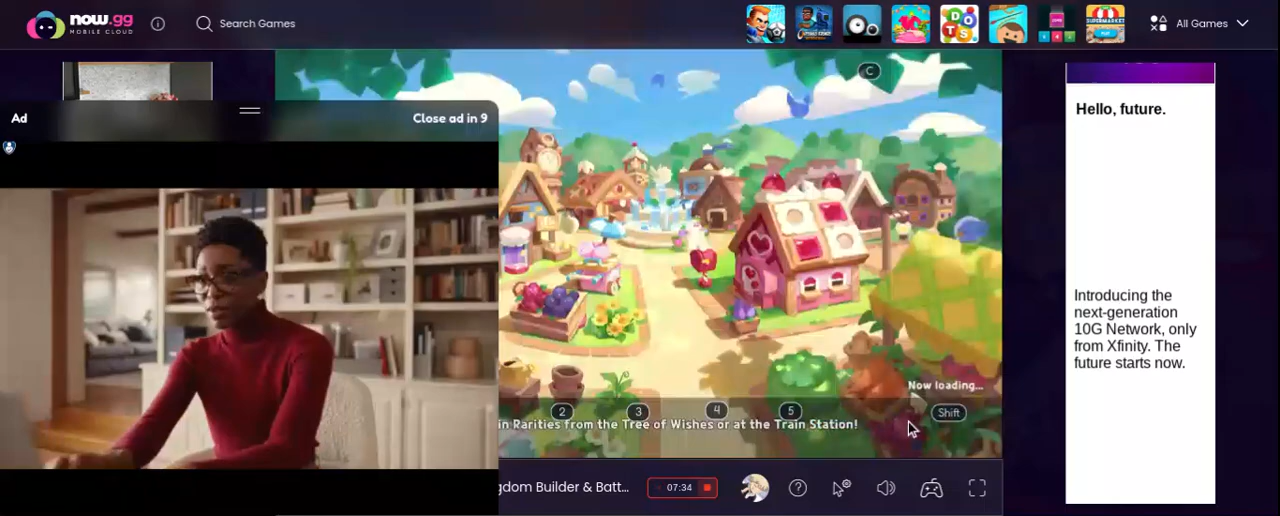 now.gg
MOBILE CLOUD
Search Games
All Games
Ad
Close ad in 9
C
Now loading...
2
3
4
5
Shift
in Rarities from the Tree of Wishes or at the Train Station!
gdom Builder & Batt...
07:34
Hello, future.
Introducing the
next-generation
10G Network, only
from Xfinity. The
future starts now.